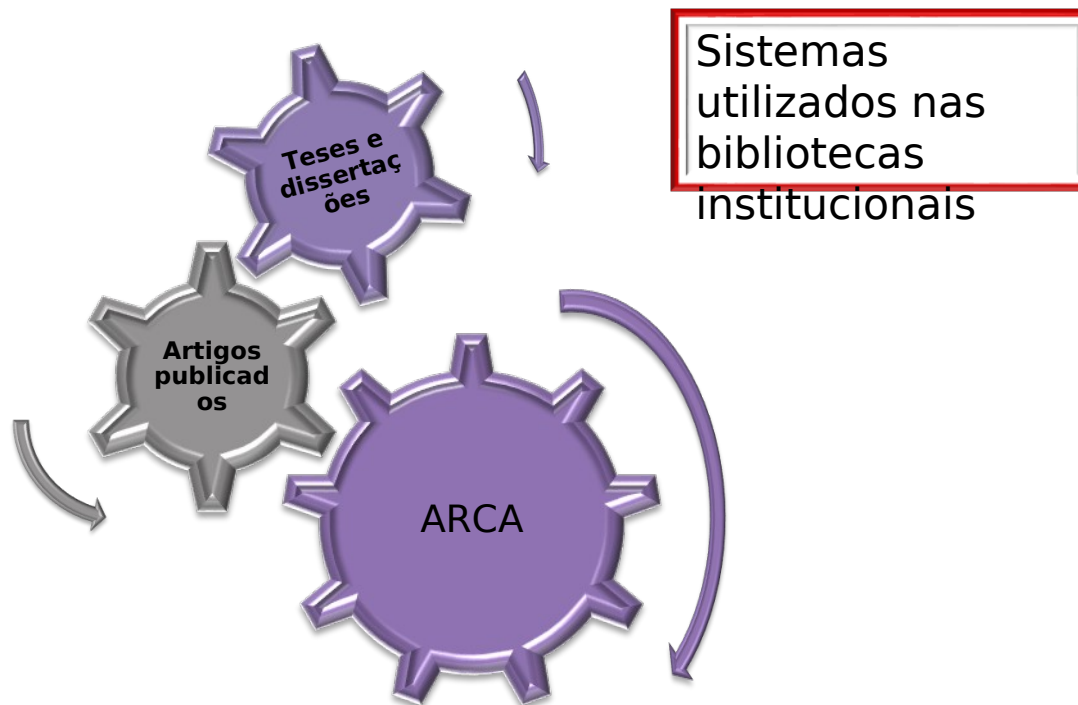 Sistemas
utilizados nas
bibliotecas
institucionais
Teses e
dissertaç
ões
Artigos
publicad
os
ARCA